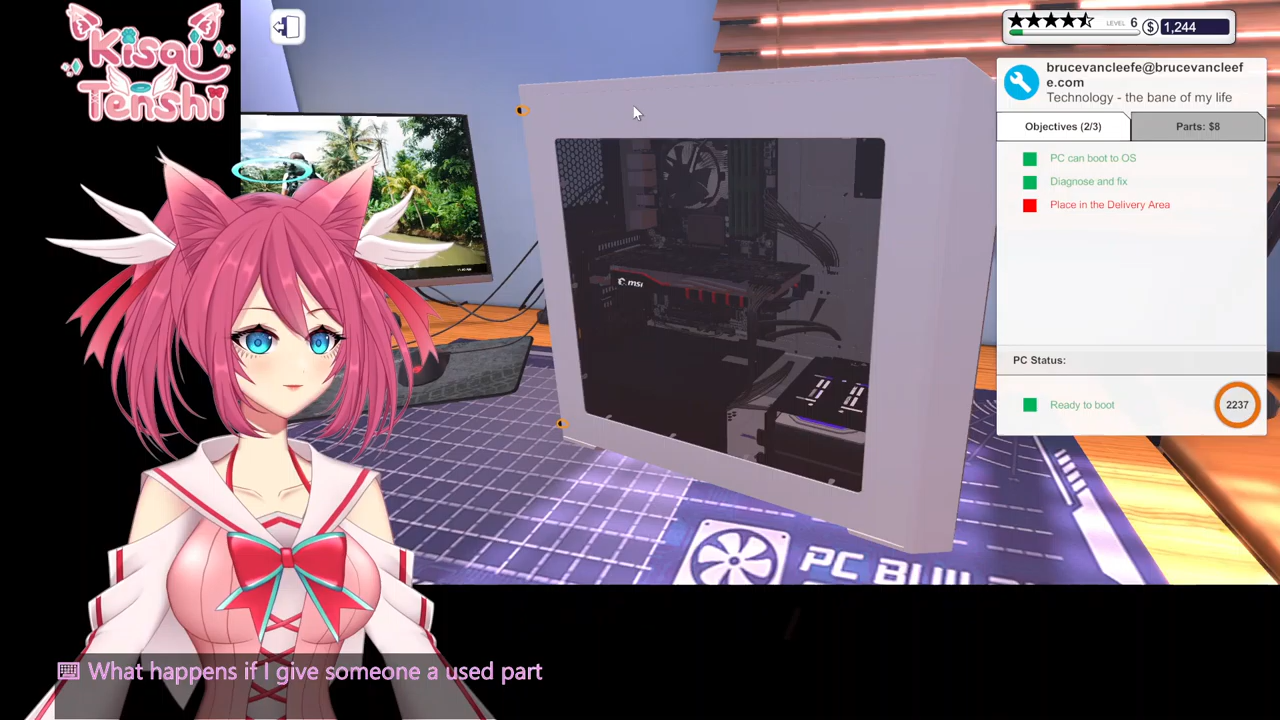 Kisai
Tenshi
LEVEL 6 $ 1,244
brucevancleefe@brucevancleef
e.com
Technology - the bane of my life
Objectives (2/3)
Parts: $8
PC can boot to OS
Diagnose and fix
Place in the Delivery Area
PC Status:
Ready to boot
2237
msi
PC BUIL
What happens if I give someone a used part